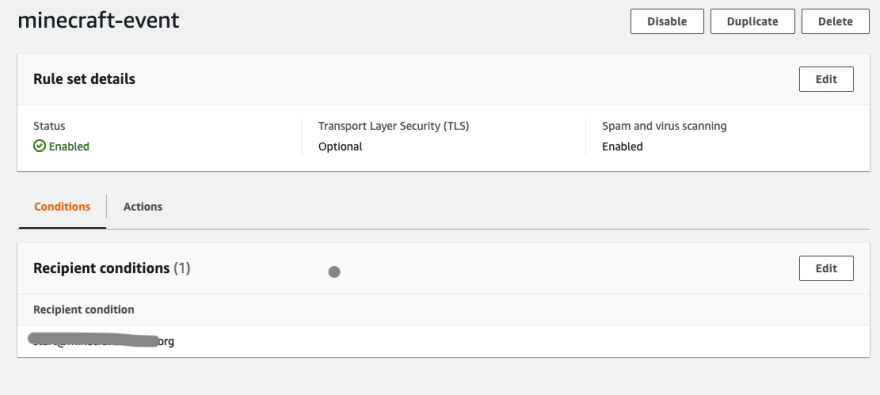 minecraft-event
Disable
Duplicate
Delete
Rule set details
Edit
Status
Transport Layer Security (TLS)
Spam and virus scanning
Enabled
Optional
Enabled
Conditions
Actions
Recipient conditions (1)
Edit
Recipient condition
org